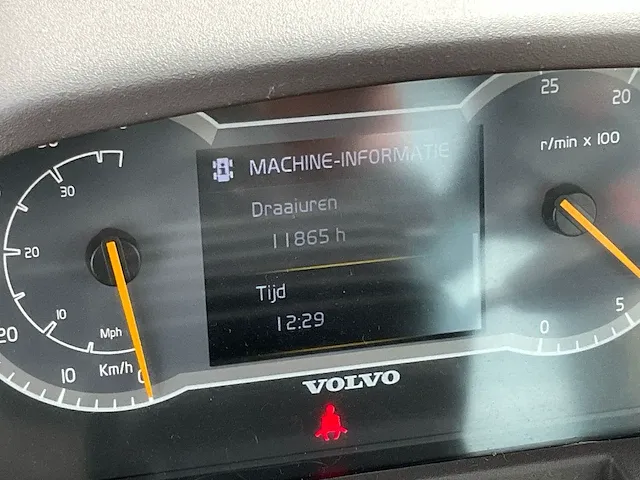 MACHINE-INFORMATIE
Draaiuren
11865 h
Tijd
12:29
30
20
10
Mph
20
10
Km/h
0
25
20
r/min x 100
5
0
VOLVO